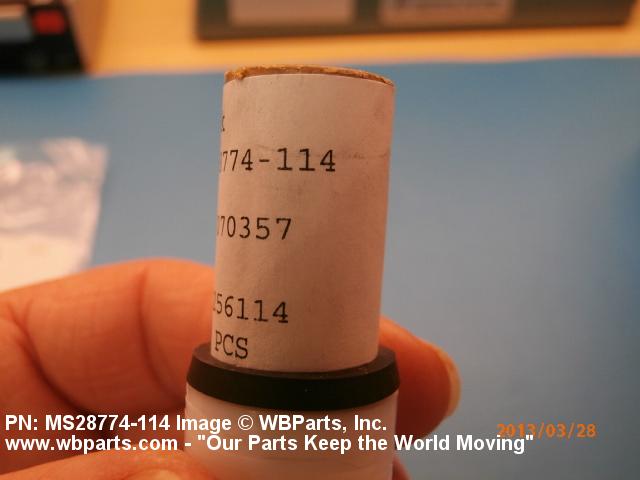 774-114
70357
56114
PCS
PN: MS28774-114 Image © WBParts, Inc.
www.wbparts.com - "Our Parts Keep the World Moving"
2013/03/28